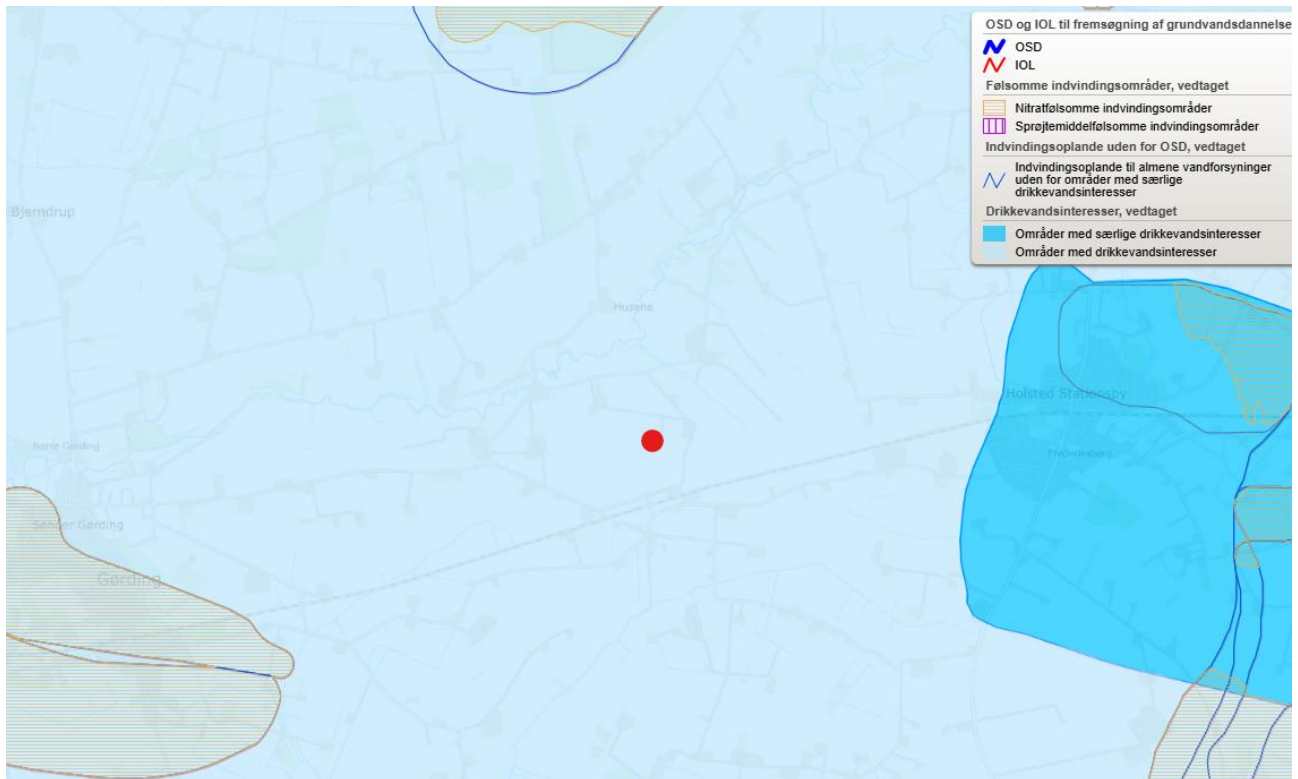 OSD og IOL til fremsøgning af grundvandsdannelse
OSD
IOL
Følsomme indvindingsområder, vedtaget
Nitratfølsomme indvindingsområder
Sprøjtemiddelfølsomme indvindingsområder
Indvindingsoplande uden for OSD, vedtaget
Indvindingsoplande til almene vandforsyninger
uden for områder med særlige
drikkevandsinteresser
Drikkevandsinteresser, vedtaget
Områder med særlige drikkevandsinteresser
Områder med drikkevandsinteresser
Bjerndrup
Husene
Holsted Stationsby
Nørre Gørding
Frederiksberg
Sønder Gørding
Gørding